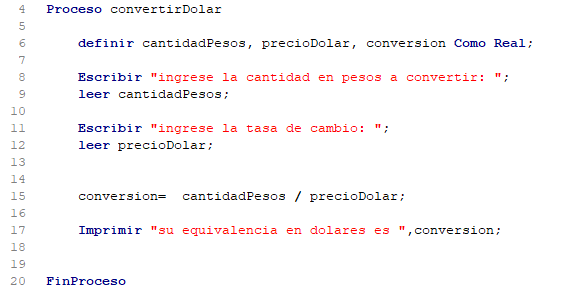 4 Proceso convertirDolar
5
6 definir cantidadPesos, precioDolar, conversion Como Real;
7
8 Escribir "ingrese la cantidad en pesos a convertir: ";
9 leer cantidadPesos;
10
11 Escribir "ingrese la tasa de cambio: ";
12 leer precioDolar;
13
14
15 conversion= cantidadPesos / precioDolar;
16
17 Imprimir "su equivalencia en dolares es ",conversion;
18
19
20 FinProceso